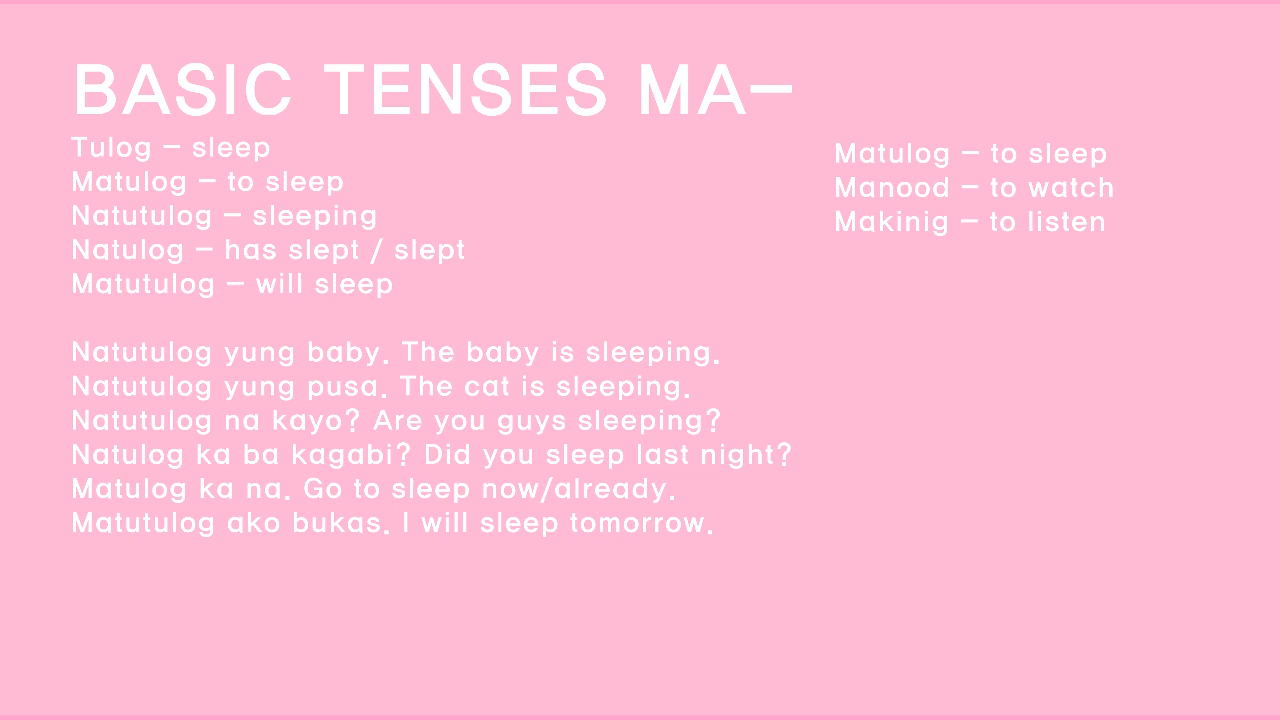 BASIC TENSES MA–
Tulog – sleep
Matulog – to sleep
Natutulog – sleeping
Natulog – has slept / slept
Matutulog – will sleep
Natutulog yung baby. The baby is sleeping.
Natutulog yung pusa. The cat is sleeping.
Natutulog na kayo? Are you guys sleeping?
Natulog ka ba kagabi? Did you sleep last night?
Matulog ka na. Go to sleep now/already.
Matutulog ako bukas. I will sleep tomorrow.
Matulog – to sleep
Manood – to watch
Makinig – to listen